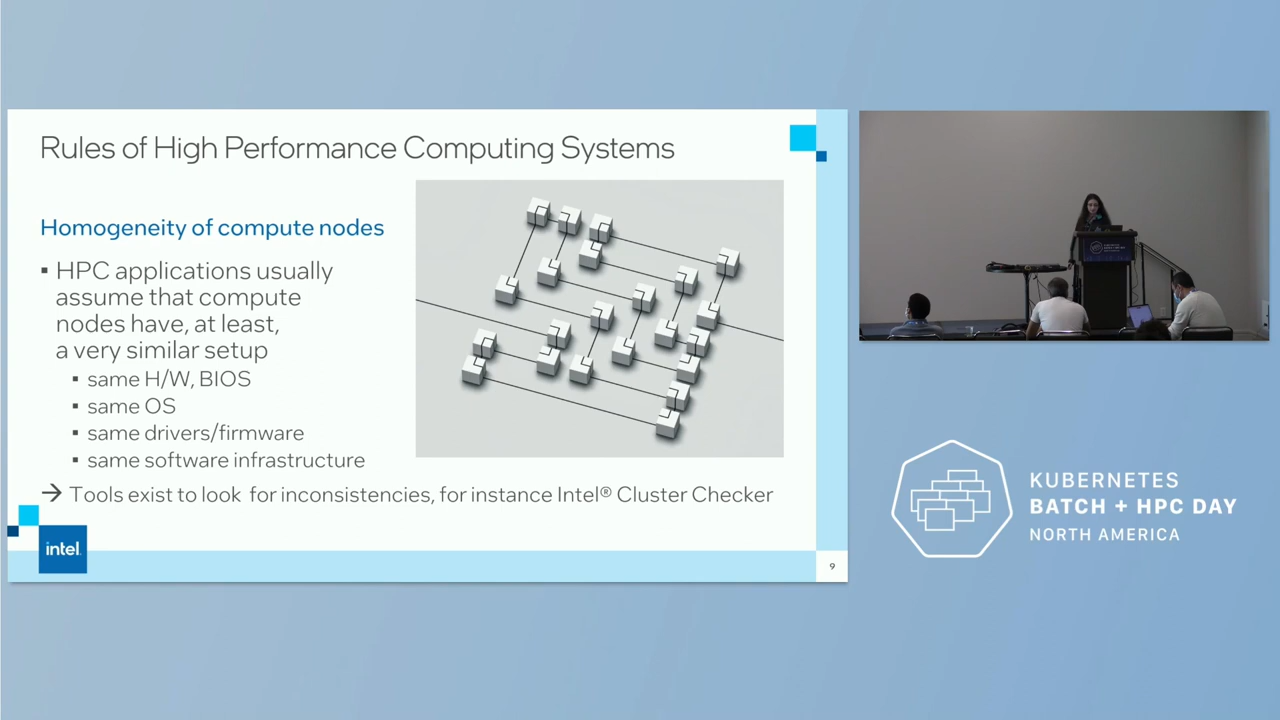 Rules of High Performance Computing Systems
Homogeneity of compute nodes
▪ HPC applications usually
assume that compute
nodes have, at least,
a very similar setup
▪ same H/W, BIOS
▪ same OS
▪ same drivers/firmware
▪ same software infrastructure
→ Tools exist to look for inconsistencies, for instance Intel® Cluster Checker
intel.
9
KUBERNETES
BATCH + HPC DAY
NORTH AMERICA